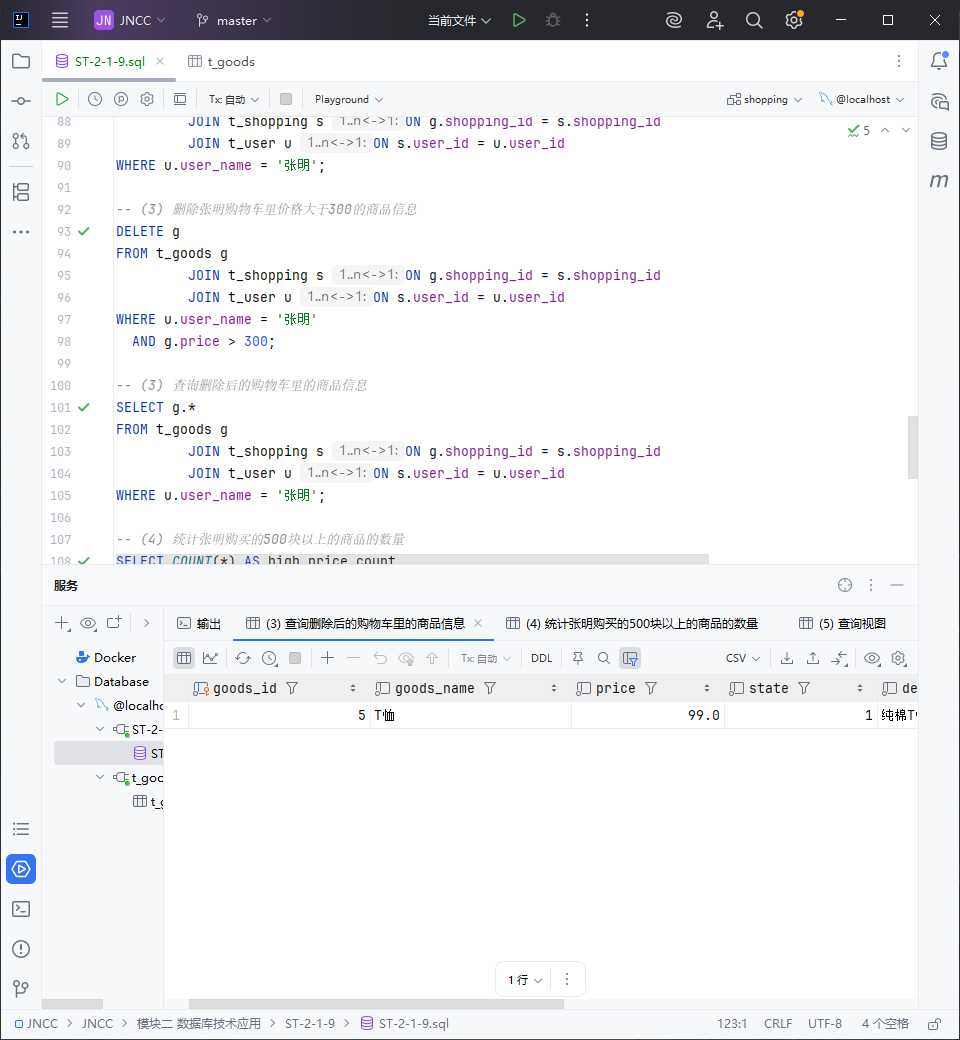 JN JNCC master 当前文件
ST-2-1-9.sql t_goods
Tx: 自动 Playground shopping @localhost
88 JOIN t_shopping s 1..n<->1: ON g.shopping_id = s.shopping_id
5
89 JOIN t_user u 1..n<->1: ON s.user_id = u.user_id
90 WHERE u.user_name = '张明';
91
92 -- (3) 删除张明购物车里价格大于300的商品信息
93 DELETE g
94 FROM t_goods g
95 JOIN t_shopping s 1..n<->1: ON g.shopping_id = s.shopping_id
96 JOIN t_user u 1..n<->1: ON s.user_id = u.user_id
97 WHERE u.user_name = '张明'
98 AND g.price > 300;
99
100 -- (3) 查询删除后的购物车里的商品信息
101 SELECT g.*
102 FROM t_goods g
103 JOIN t_shopping s 1..n<->1: ON g.shopping_id = s.shopping_id
104 JOIN t_user u 1..n<->1: ON s.user_id = u.user_id
105 WHERE u.user_name = '张明';
106
107 -- (4) 统计张明购买的500块以上的商品的数量
108 SELECT COUNT(*) AS high_price_count
服务
输出 (3) 查询删除后的购物车里的商品信息 (4) 统计张明购买的500块以上的商品的数量 (5) 查询视图
Docker
Database
@localho
ST-2-
ST
t_goo
t_g
Tx: 自动 DDL CSV
goods_id goods_name price state de
1 5 T恤 99.0 1 纯棉T
1 行
JNCC > JNCC > 模块二 数据库技术应用 > ST-2-1-9 > ST-2-1-9.sql 123:1 CRLF UTF-8 4 个空格